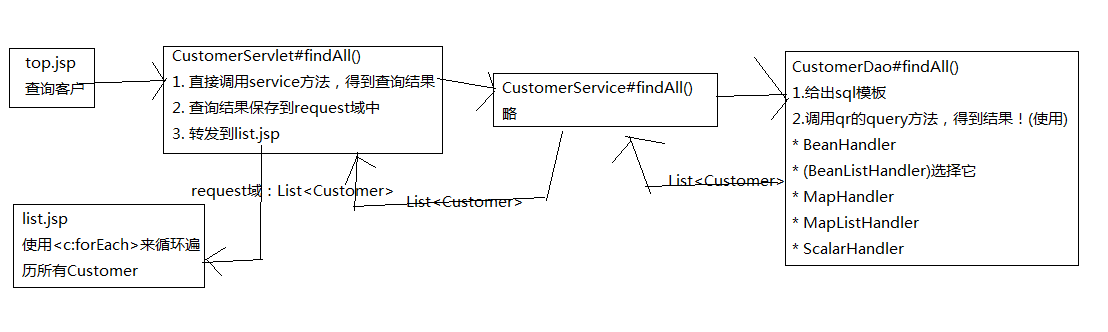 top.jsp
查询客户
CustomerServlet#findAll()
1. 直接调用service方法，得到查询结果
2. 查询结果保存到request域中
3. 转发到list.jsp
CustomerService#findAll()
略
CustomerDao#findAll()
1.给出sql模板
2.调用qr的query方法，得到结果！(使用)
* BeanHandler
* (BeanListHandler)选择它
* MapHandler
* MapListHandler
* ScalarHandler
request域：List<Customer>
List<Customer>
List<Customer>
list.jsp
使用<c:forEach>来循环遍
历所有Customer